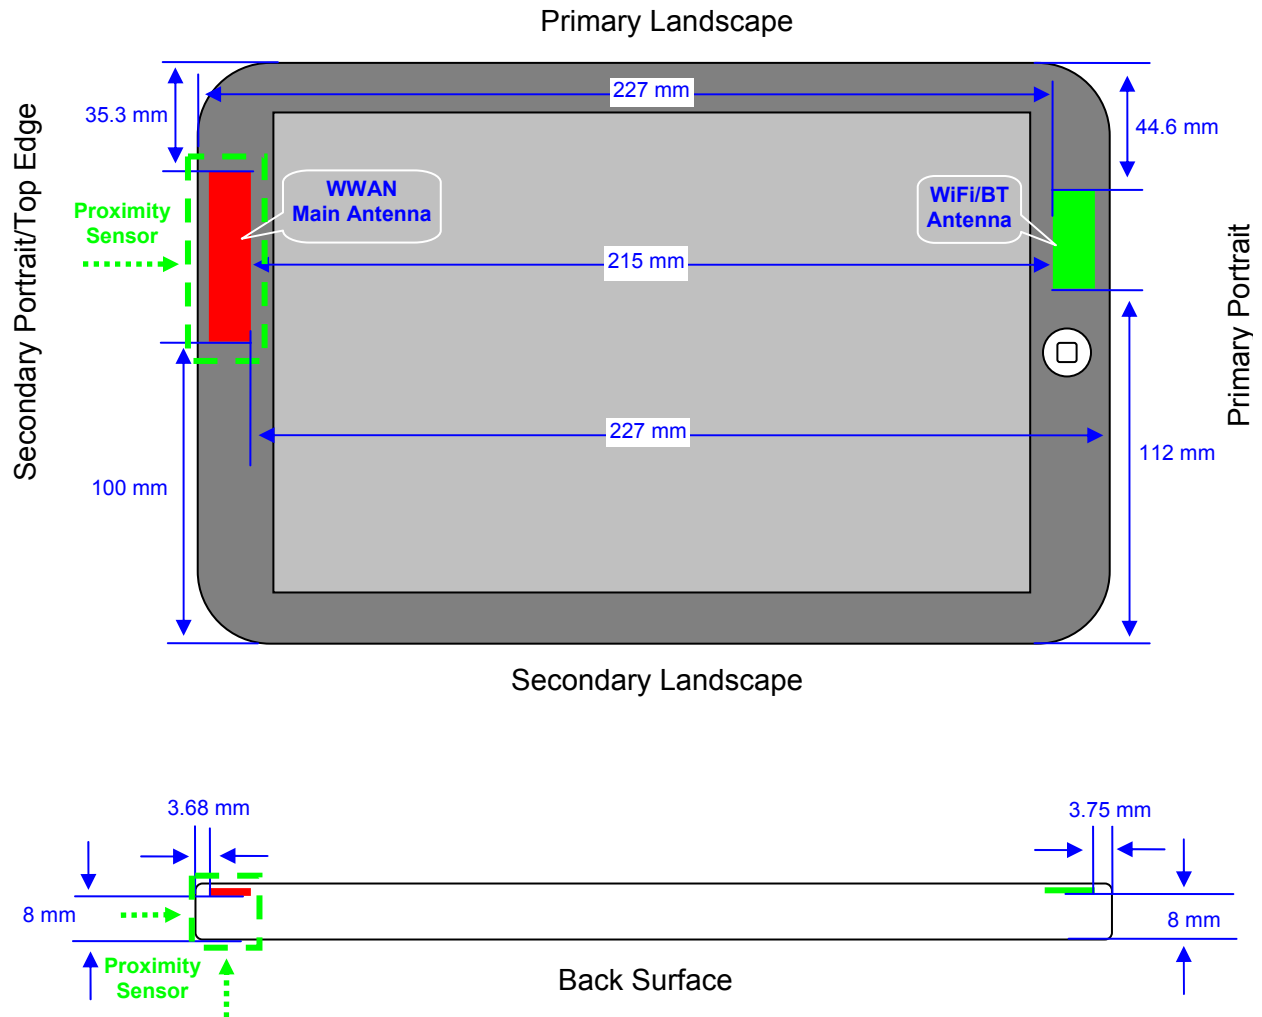 Primary Landscape
227 mm
35.3 mm
44.6 mm
Secondary Portrait/Top Edge
WWAN
Main Antenna
WiFi/BT
Antenna
Proximity
Sensor
215 mm
Primary Portrait
227 mm
112 mm
100 mm
Secondary Landscape
3.68 mm
3.75 mm
8 mm
8 mm
Proximity
Sensor
Back Surface